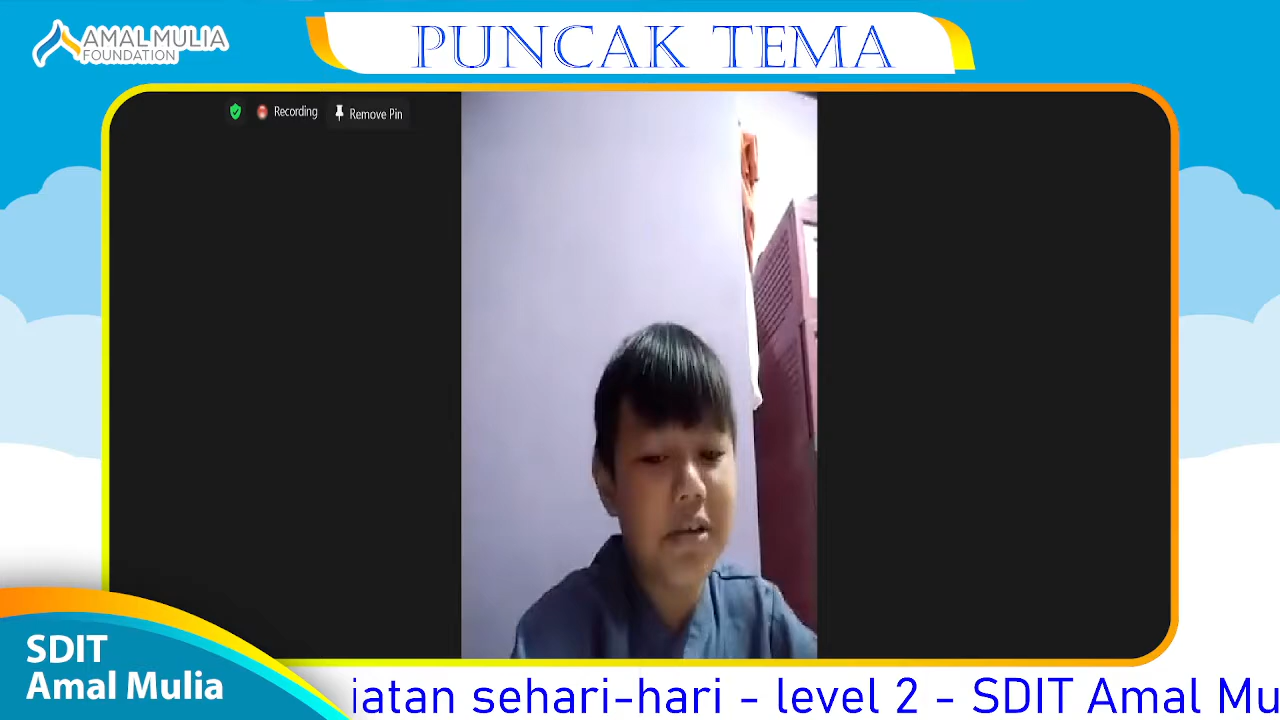 AMAL MULIA
FOUNDATION
PUNCAK TEMA
Recording
Remove Pin
SDIT
Amal Mulia
iatan sehari-hari - level 2 - SDIT Amal Mu